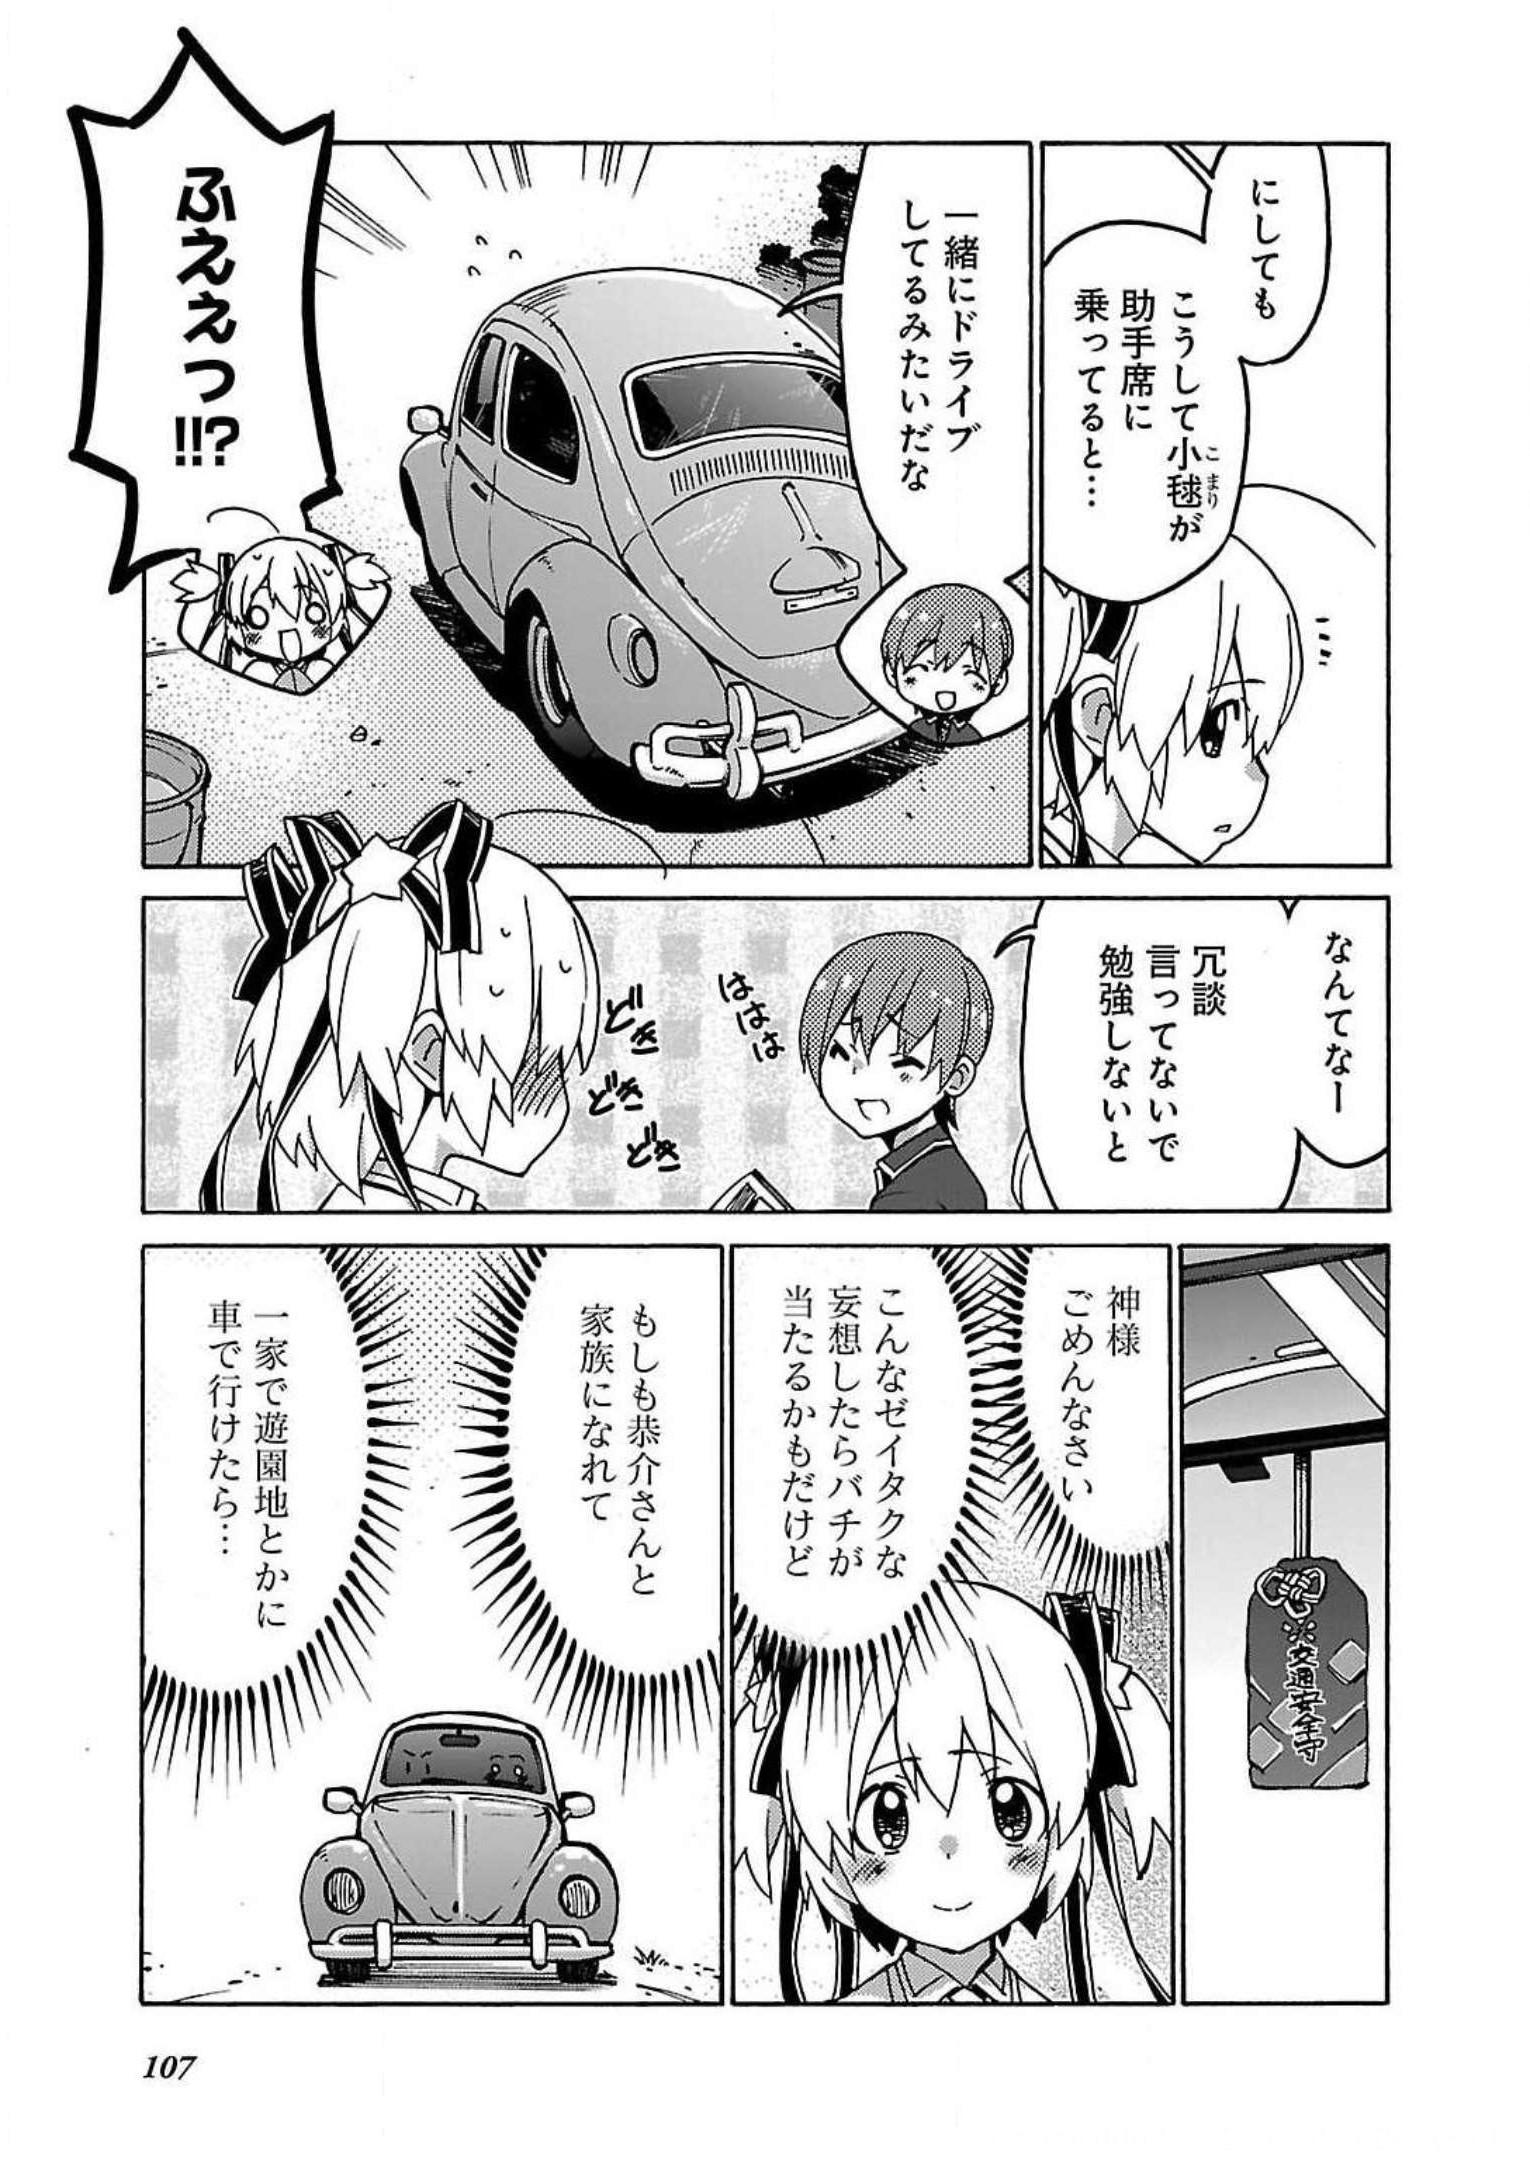 にしても
こうして小毬が
こまり
助手席に
乗ってると…
一緒にドライブ
してるみたいだな
ふえぇっ!!?
なんてなー
冗談
言ってないで
勉強しないと
ははは
どき
どき
どき
交通安全守
神様
ごめんなさい
こんなゼイタクな
妄想したらバチが
当たるかもだけど
もしも恭介さんと
家族になれて
一家で遊園地とかに
車で行けたら…
107